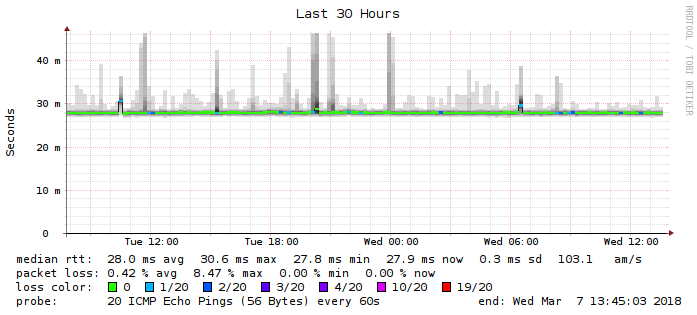 Last 30 Hours
RRDTOOL / TOBI OETIKER
Seconds
40 m
30 m
20 m
10 m
0
Tue 12:00 Tue 18:00 Wed 00:00 Wed 06:00 Wed 12:00
median rtt: 28.0 ms avg 30.6 ms max 27.8 ms min 27.9 ms now 0.3 ms sd 103.1 am/s
packet loss: 0.42 % avg 8.47 % max 0.00 % min 0.00 % now
loss color: 0 1/20 2/20 3/20 4/20 10/20 19/20
probe: 20 ICMP Echo Pings (56 Bytes) every 60s end: Wed Mar 7 13:45:03 2018